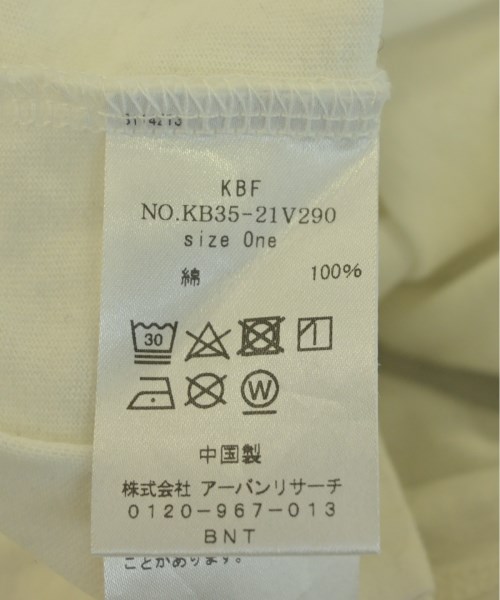 KBF
NO.KB35-21V290
size One
綿 100%
30
W
中国製
株式会社 アーバンリサーチ
0120-967-013
BNT
ことがあります。